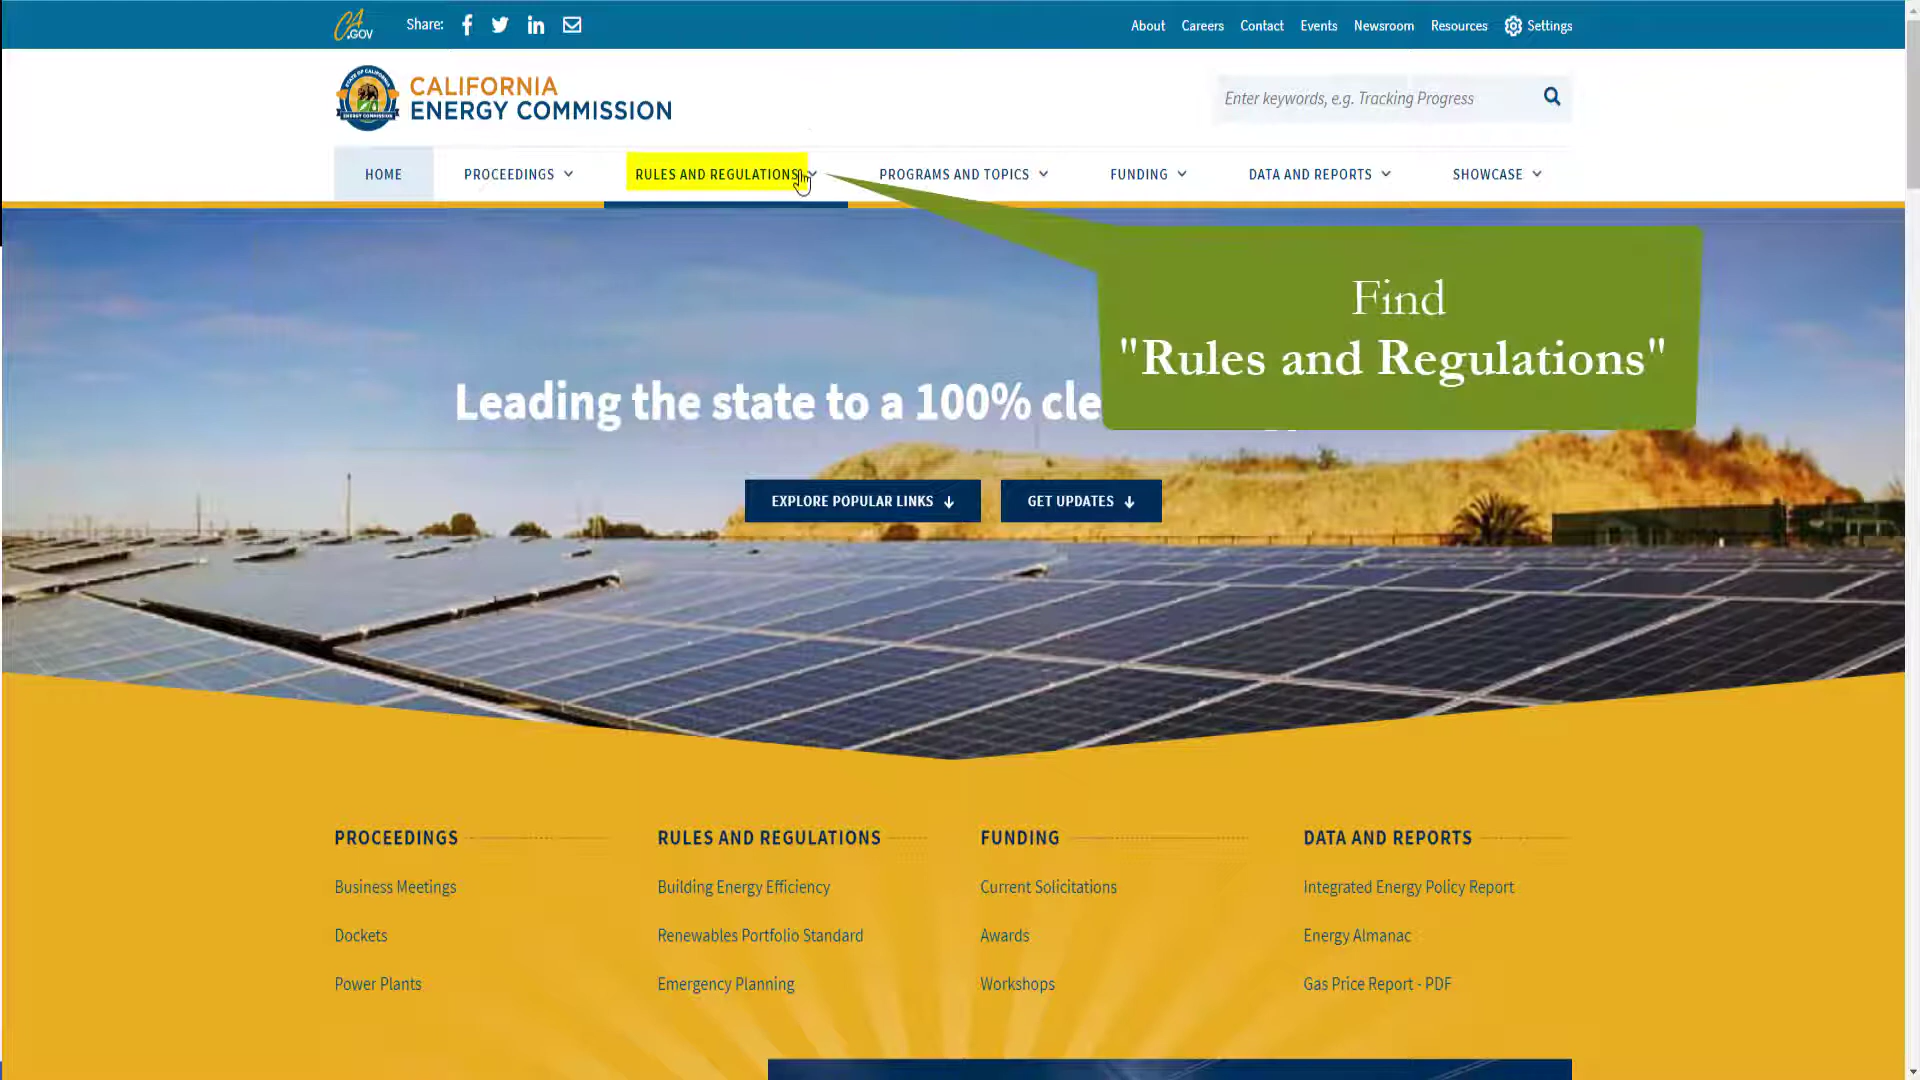 CA.GOV Share: About Careers Contact Events Newsroom Resources Settings
CALIFORNIA
ENERGY COMMISSION
Enter keywords, e.g. Tracking Progress
HOME PROCEEDINGS RULES AND REGULATIONS PROGRAMS AND TOPICS FUNDING DATA AND REPORTS SHOWCASE
Find
"Rules and Regulations"
Leading the state to a 100%
EXPLORE POPULAR LINKS GET UPDATES
PROCEEDINGS
Business Meetings
Dockets
Power Plants
RULES AND REGULATIONS
Building Energy Efficiency
Renewables Portfolio Standard
Emergency Planning
FUNDING
Current Solicitations
Awards
Workshops
DATA AND REPORTS
Integrated Energy Policy Report
Energy Almanac
Gas Price Report - PDF